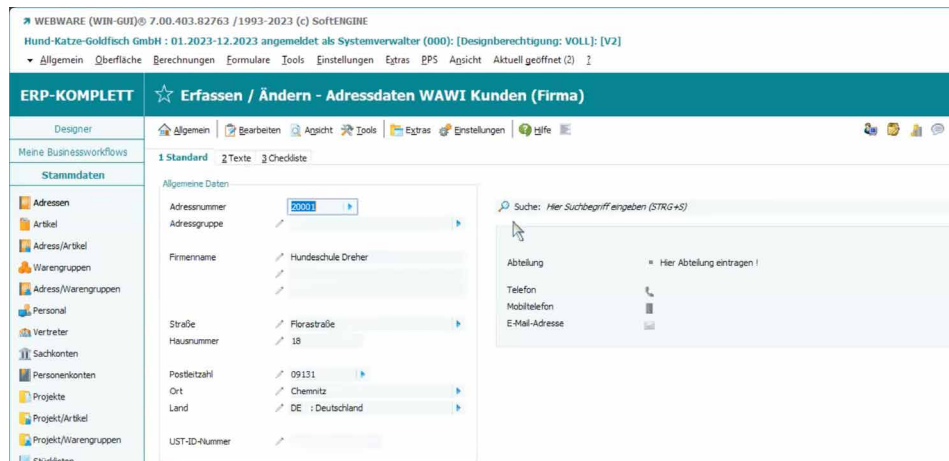 WEBWARE (WIN-GUI)® 7.00.403.82763 /1993-2023 (c) SoftENGINE
Hund-Katze-Goldfisch GmbH : 01.2023-12.2023 angemeldet als Systemverwalter (000): [Designberechtigung: VOLL]: [V2]
Allgemein Oberfläche Berechnungen Formulare Tools Einstellungen Extras PPS Ansicht Aktuell geöffnet (2) ?
ERP-KOMPLETT
Erfassen / Ändern - Adressdaten WAWI Kunden (Firma)
Designer
Allgemein Bearbeiten Ansicht Tools Extras Einstellungen Hilfe
Meine Businessworkflows
1 Standard 2 Texte 3 Checkliste
Stammdaten
Adressen
Artikel
Adress/Artikel
Warengruppen
Adress/Warengruppen
Personal
Vertreter
Sachkonten
Personenkonten
Projekte
Projekt/Artikel
Projekt/Warengruppen
Stücklisten
Allgemeine Daten
Adressnummer 20001
Adressgruppe
Firmenname Hundeschule Dreher
Straße Florastraße
Hausnummer 18
Postleitzahl 09131
Ort Chemnitz
Land DE : Deutschland
UST-ID-Nummer
Suche: Hier Suchbegriff eingeben (STRG+S)
Abteilung Hier Abteilung eintragen !
Telefon
Mobiltelefon
E-Mail-Adresse